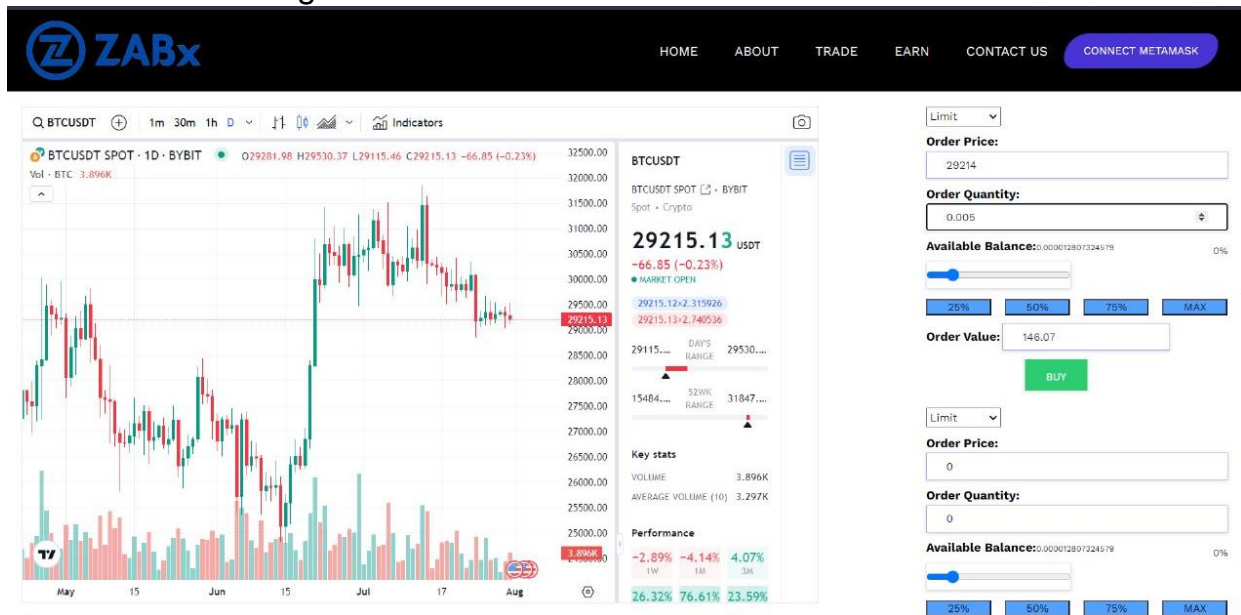 ZABx
HOME ABOUT TRADE EARN CONTACT US CONNECT METAMASK
BTCUSDT 1m 30m 1h D Indicators
BTCUSDT SPOT · 1D · BYBIT O29281.98 H29530.37 L29115.46 C29215.13 −66.85 (−0.23%)
Vol · BTC 3.896K
32500.00
32000.00
31500.00
31000.00
30500.00
30000.00
29500.00
29215.13
29000.00
28500.00
28000.00
27500.00
27000.00
26500.00
26000.00
25500.00
25000.00
3.896K
May 15 Jun 15 Jul 17 Aug
BTCUSDT
BTCUSDT SPOT • BYBIT
Spot • Crypto
29215.13 USDT
−66.85 (−0.23%)
MARKET OPEN
29215.12×2.315926
29215.13×2.740536
29115.... DAY'S RANGE 29530....
15484.... 52WK RANGE 31847....
Key stats
VOLUME 3.896K
AVERAGE VOLUME (10) 3.297K
Performance
−2.89% −4.14% 4.07%
1W 1M 3M
26.32% 76.61% 23.59%
Limit
Order Price:
29214
Order Quantity:
0.005
Available Balance:0.000012807324579 0%
25% 50% 75% MAX
Order Value: 146.07
BUY
Limit
Order Price:
0
Order Quantity:
0
Available Balance:0.000012807324579 0%
25% 50% 75% MAX